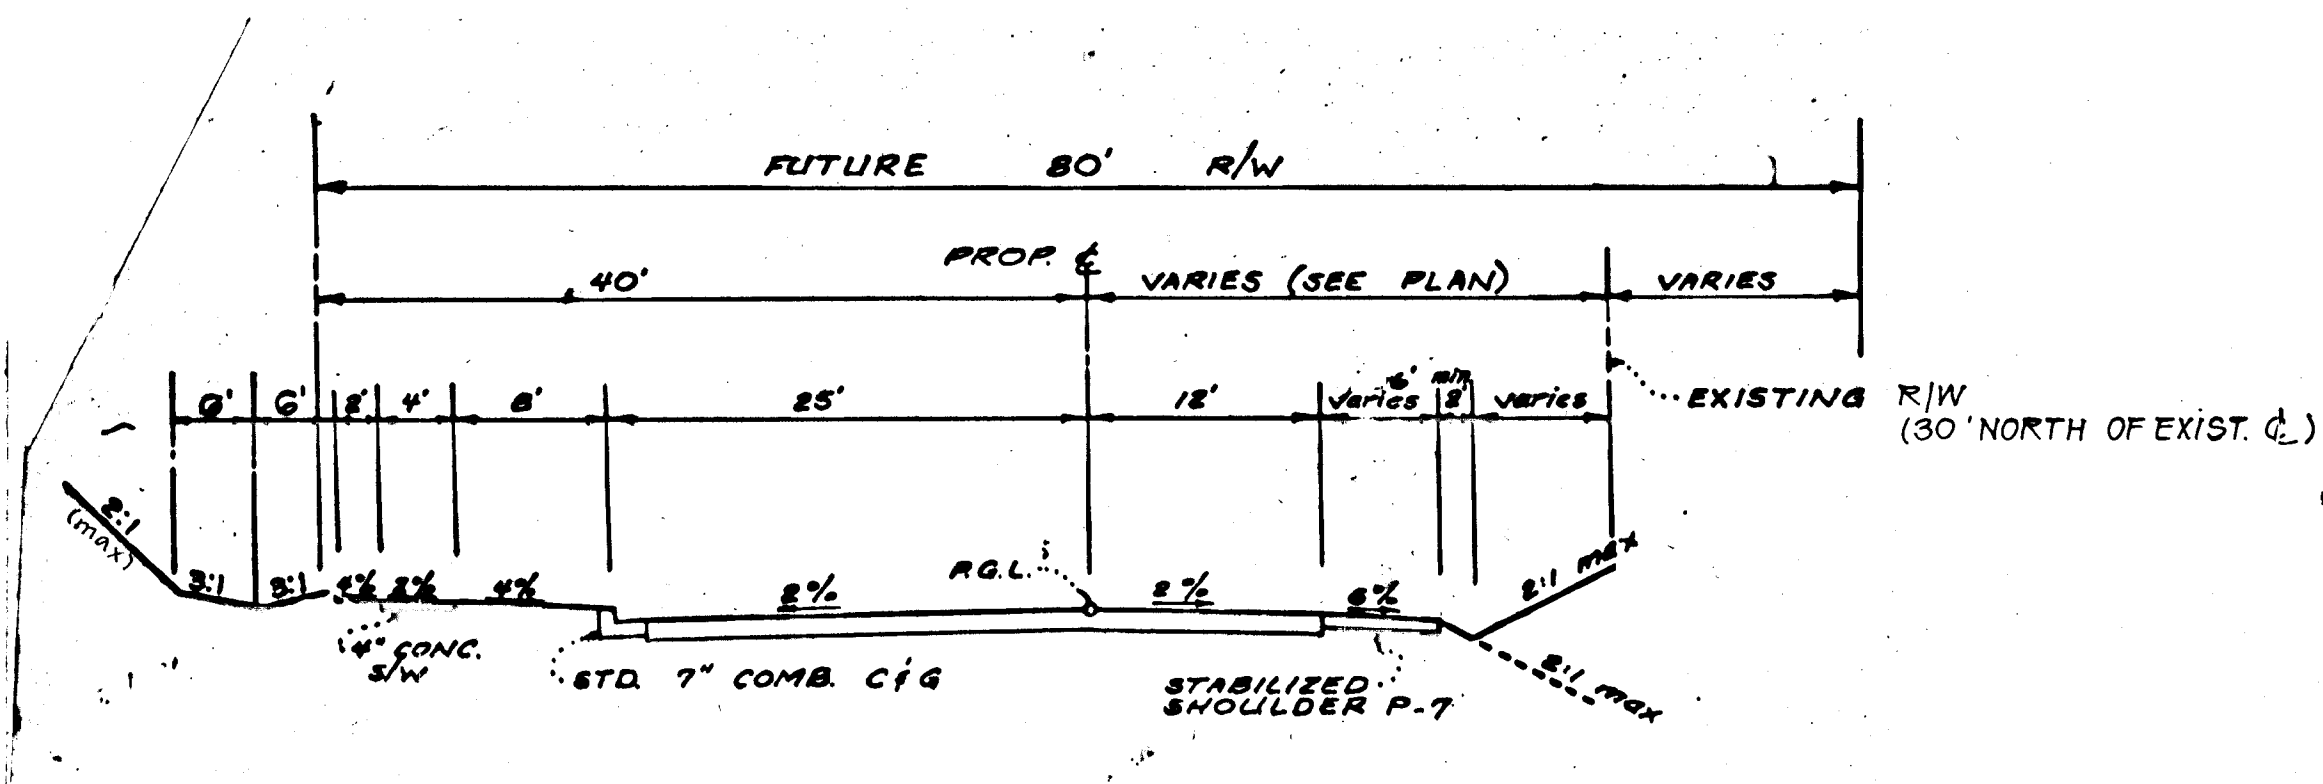 FUTURE 80' R/W
PROP. ℄
40'
VARIES (SEE PLAN)
VARIES
6'
6'
2'
4'
8'
25'
12'
6' min
varies
2'
varies
EXISTING R/W
(30' NORTH OF EXIST. ℄)
2:1
(max)
3:1
3:1
4%
2%
4%
2%
P.G.L.
2%
6%
2:1 max
4" CONC.
S/W
STD. 7" COMB. C&G
STABILIZED
SHOULDER P-7
2:1 max